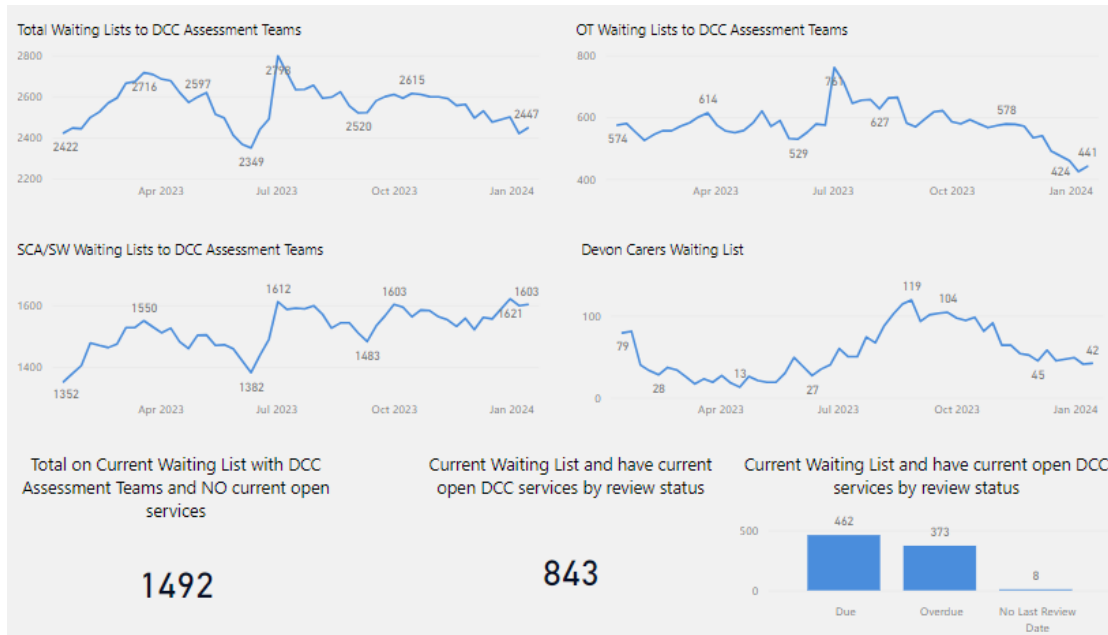 Total Waiting Lists to DCC Assessment Teams
2800
2600
2400
2200
2422
2716
2597
2349
2798
2520
2615
2447
Apr 2023
Jul 2023
Oct 2023
Jan 2024
OT Waiting Lists to DCC Assessment Teams
800
600
400
574
614
529
761
627
578
424
441
Apr 2023
Jul 2023
Oct 2023
Jan 2024
SCA/SW Waiting Lists to DCC Assessment Teams
1600
1400
1352
1550
1382
1612
1483
1603
1621
1603
Apr 2023
Jul 2023
Oct 2023
Jan 2024
Devon Carers Waiting List
100
0
79
28
13
27
119
104
45
42
Apr 2023
Jul 2023
Oct 2023
Jan 2024
Total on Current Waiting List with DCC
Assessment Teams and NO current open
services
1492
Current Waiting List and have current
open DCC services by review status
843
Current Waiting List and have current open DCC
services by review status
500
0
462
373
8
Due
Overdue
No Last Review
Date